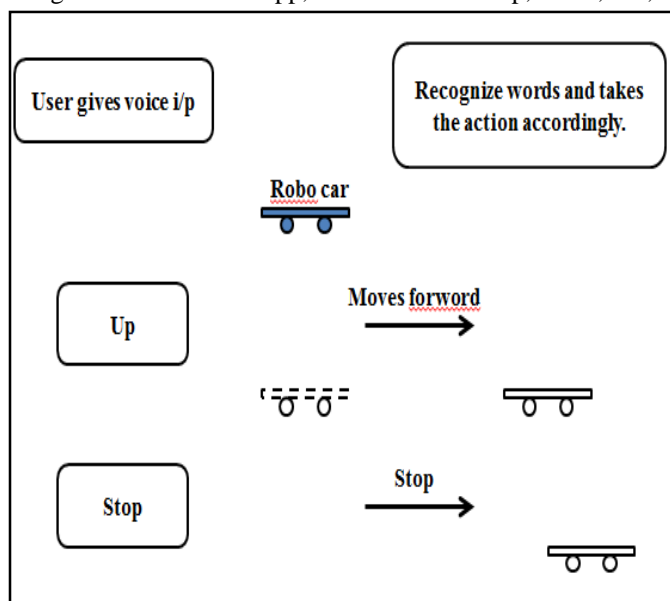 User gives voice i/p
Recognize words and takes
the action accordingly.
Robo car
Moves forword
Up
Stop
Stop